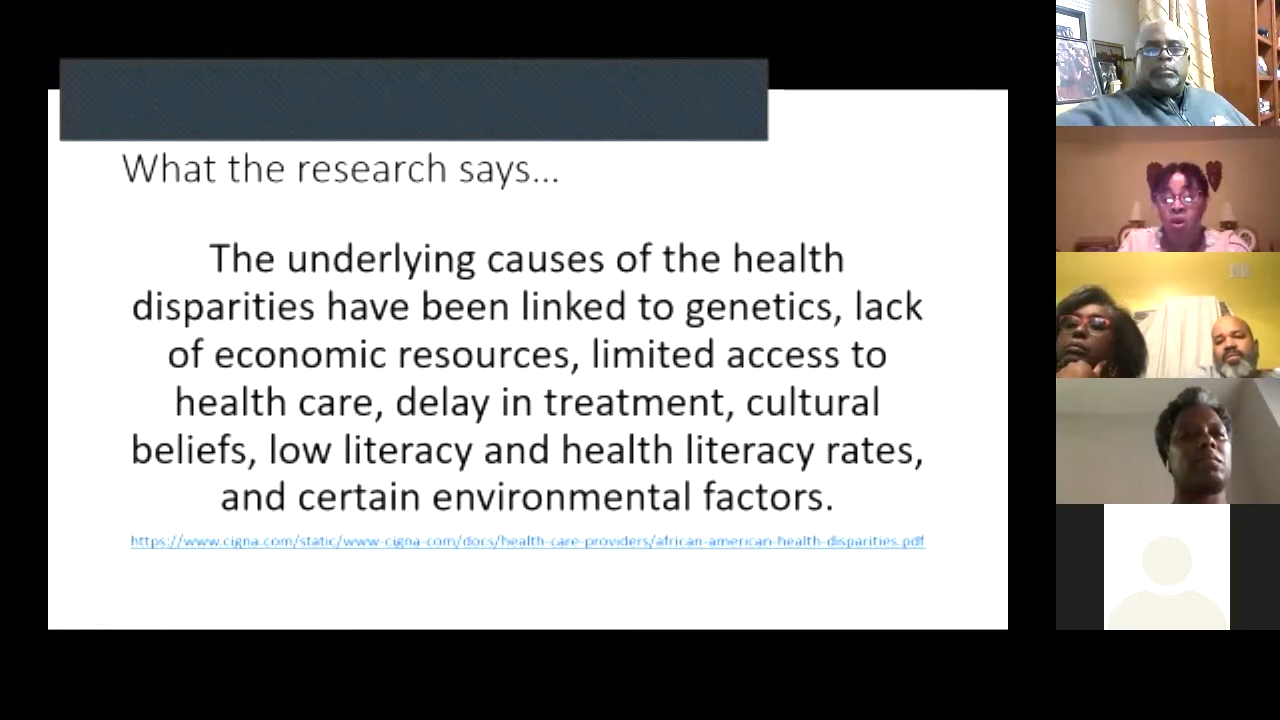 What the research says...
The underlying causes of the health
disparities have been linked to genetics, lack
of economic resources, limited access to
health care, delay in treatment, cultural
beliefs, low literacy and health literacy rates,
and certain environmental factors.
https://www.cigna.com/static/www-cigna-com/docs/health-care-providers/african-american-health-disparities.pdf